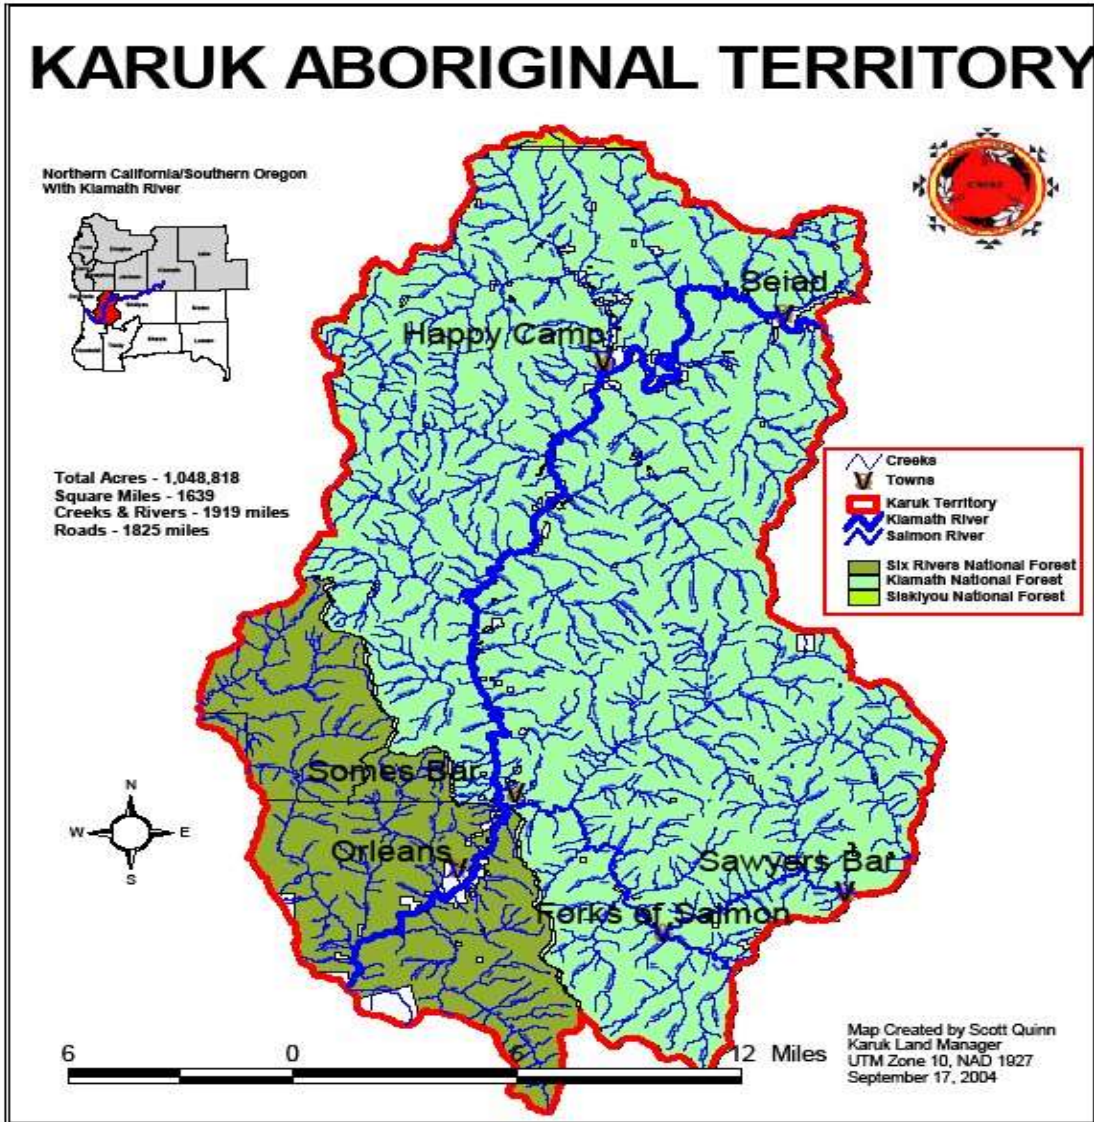 KARUK ABORIGINAL TERRITORY
Northern California/Southern Oregon
With Klamath River
Total Acres - 1,048,818
Square Miles - 1639
Creeks & Rivers - 1919 miles
Roads - 1825 miles
Seiad
Happy Camp
Somes Bar
Orleans
Sawyers Bar
Forks of Salmon
Creeks
Towns
Karuk Territory
Klamath River
Salmon River
Six Rivers National Forest
Klamath National Forest
Siskiyou National Forest
N
W
E
S
6 0 6 12 Miles
Map Created by Scott Quinn
Karuk Land Manager
UTM Zone 10, NAD 1927
September 17, 2004